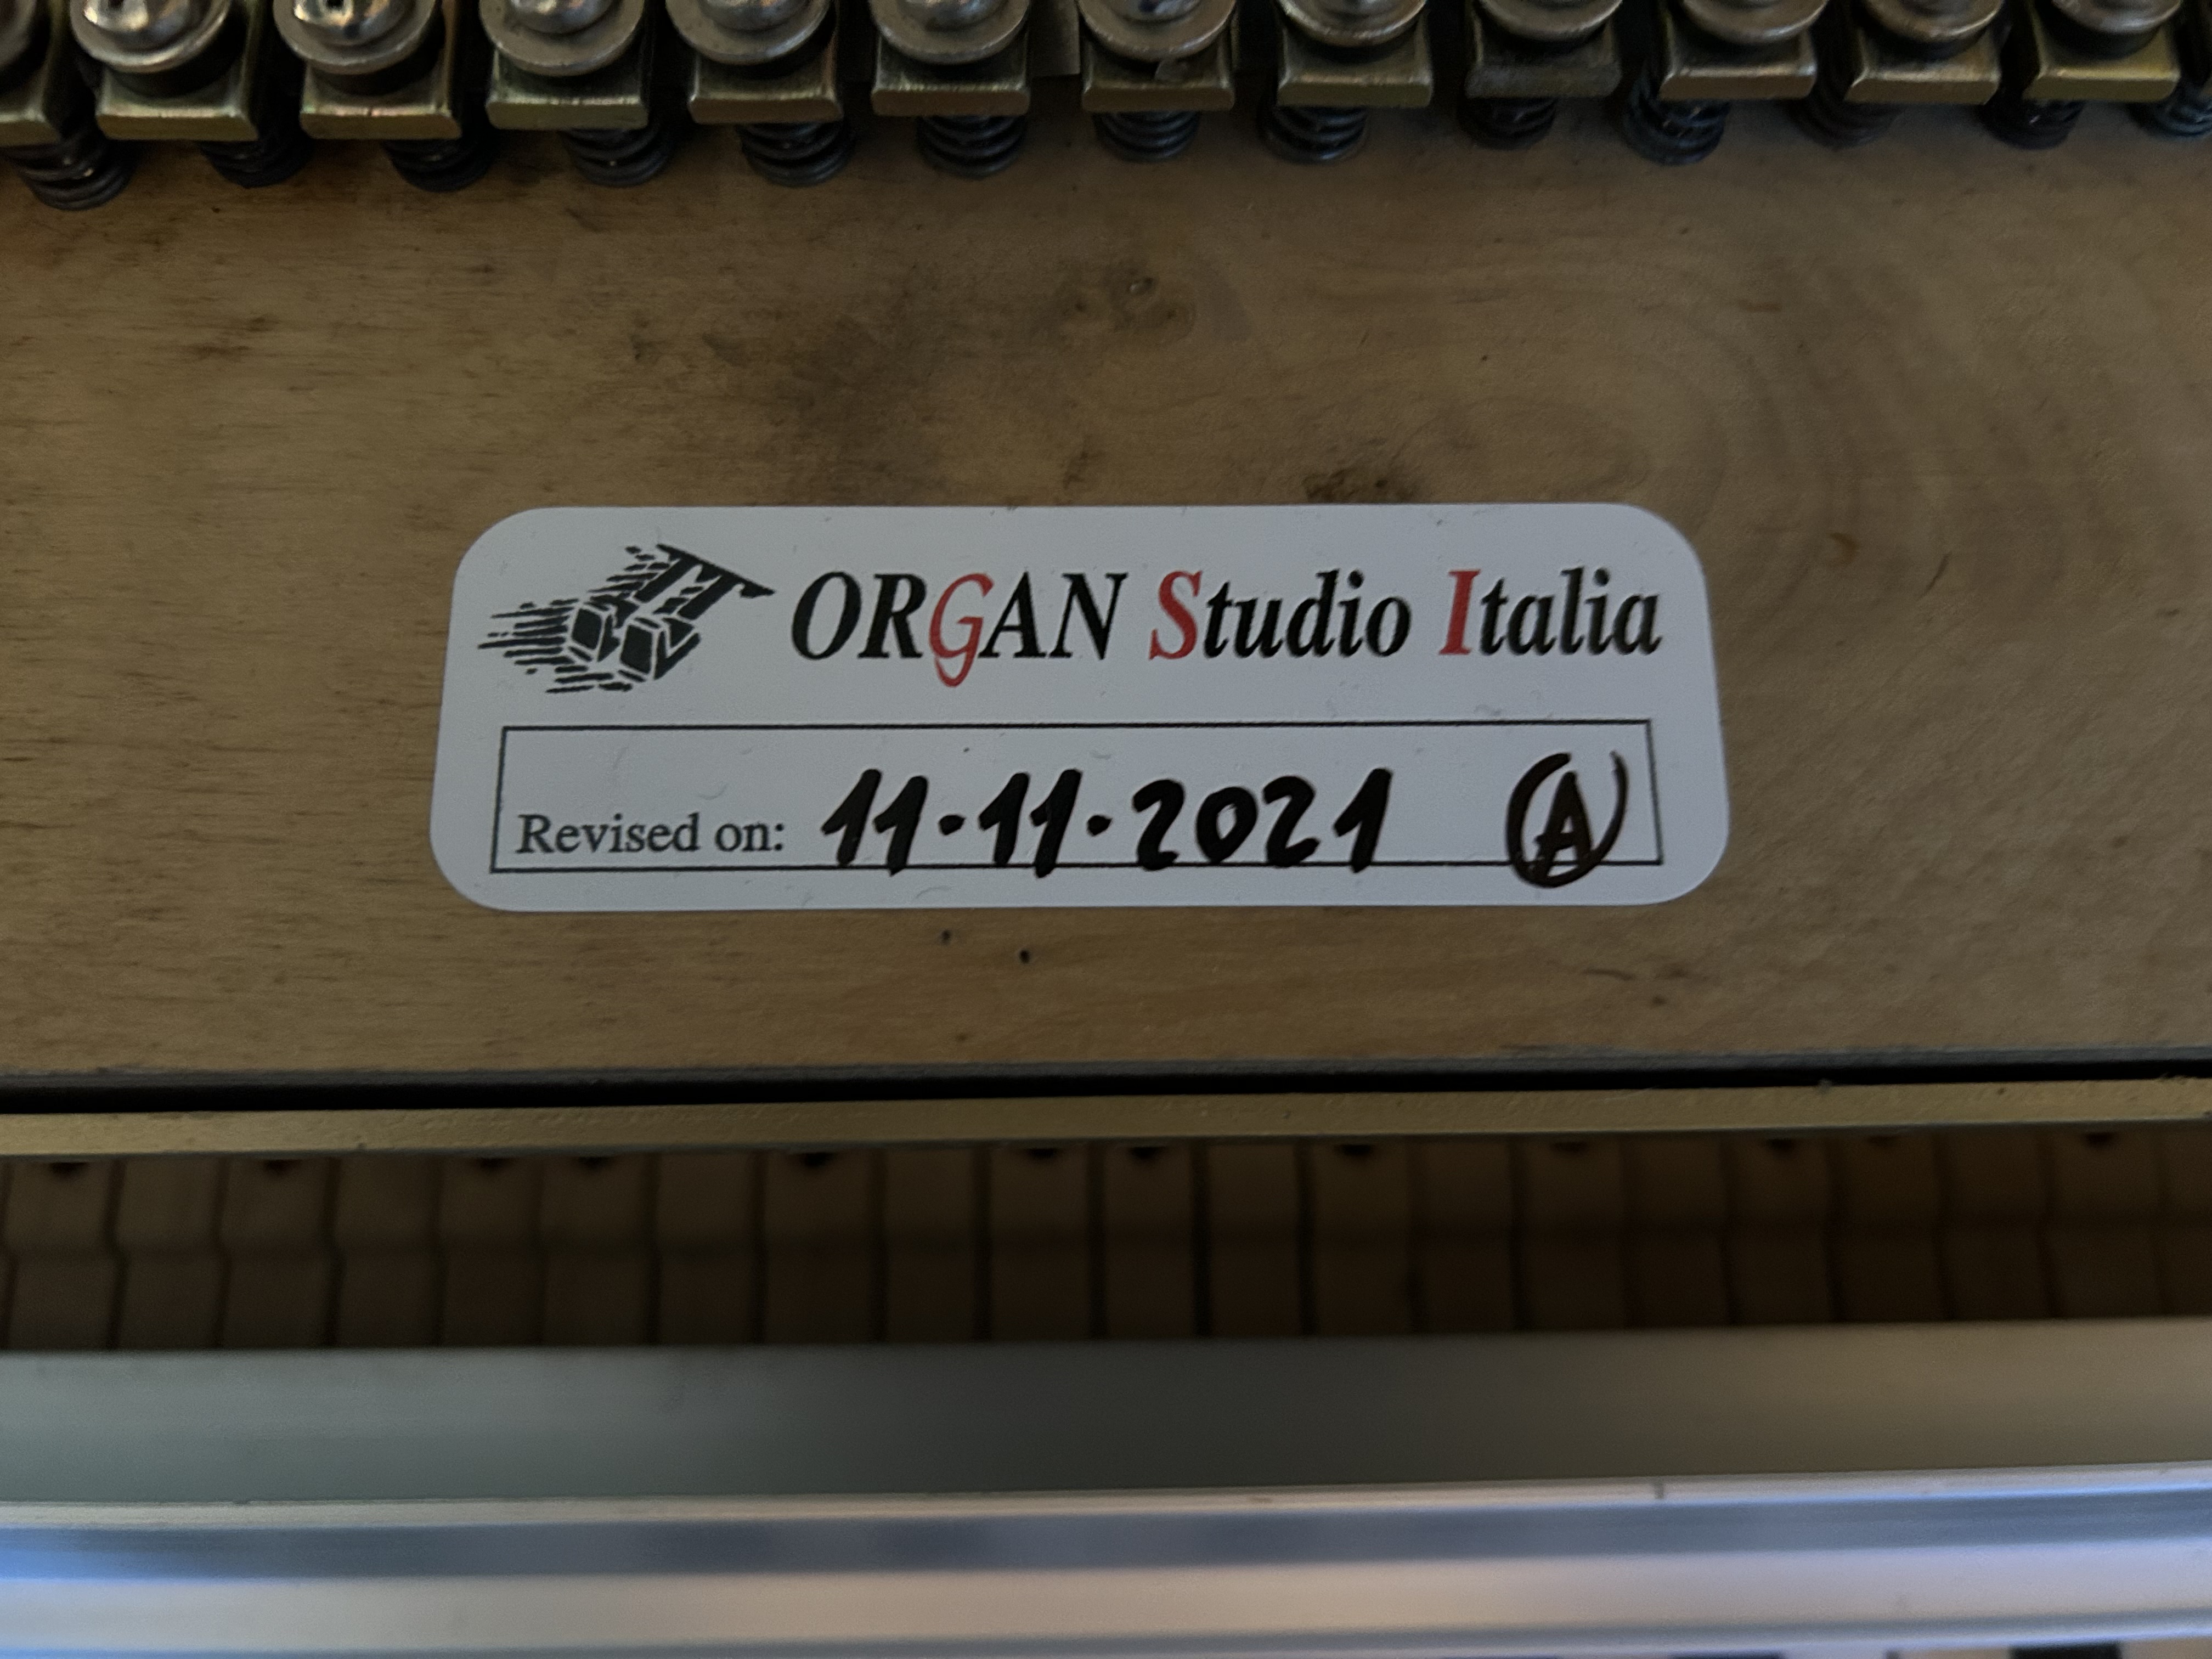 ORGAN Studio Italia
Revised on: 11-11-2021 A